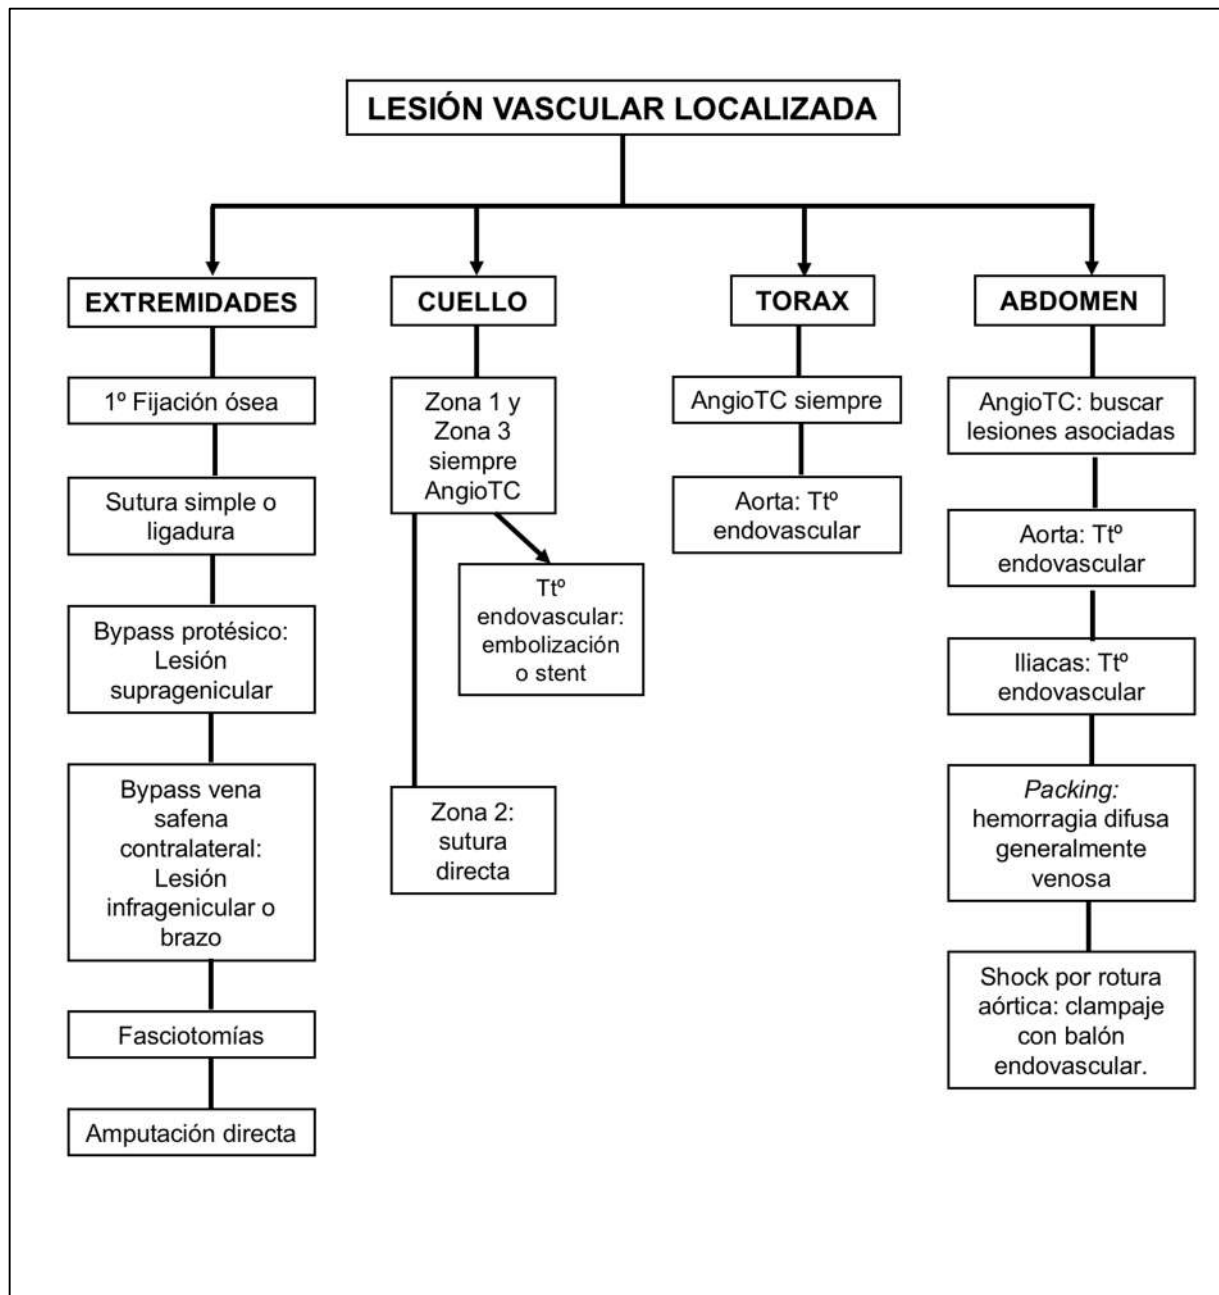 LESIÓN VASCULAR LOCALIZADA
EXTREMIDADES
1º Fijación ósea
Sutura simple o
ligadura
Bypass protésico:
Lesión
supragenicular
Bypass vena
safena
contralateral:
Lesión
infragenicular o
brazo
Fasciotomías
Amputación directa
CUELLO
Zona 1 y
Zona 3
siempre
AngioTC
Ttº
endovascular:
embolización
o stent
Zona 2:
sutura
directa
TORAX
AngioTC siempre
Aorta: Ttº
endovascular
ABDOMEN
AngioTC: buscar
lesiones asociadas
Aorta: Ttº
endovascular
Iliacas: Ttº
endovascular
Packing:
hemorragia difusa
generalmente
venosa
Shock por rotura
aórtica: clampaje
con balón
endovascular.